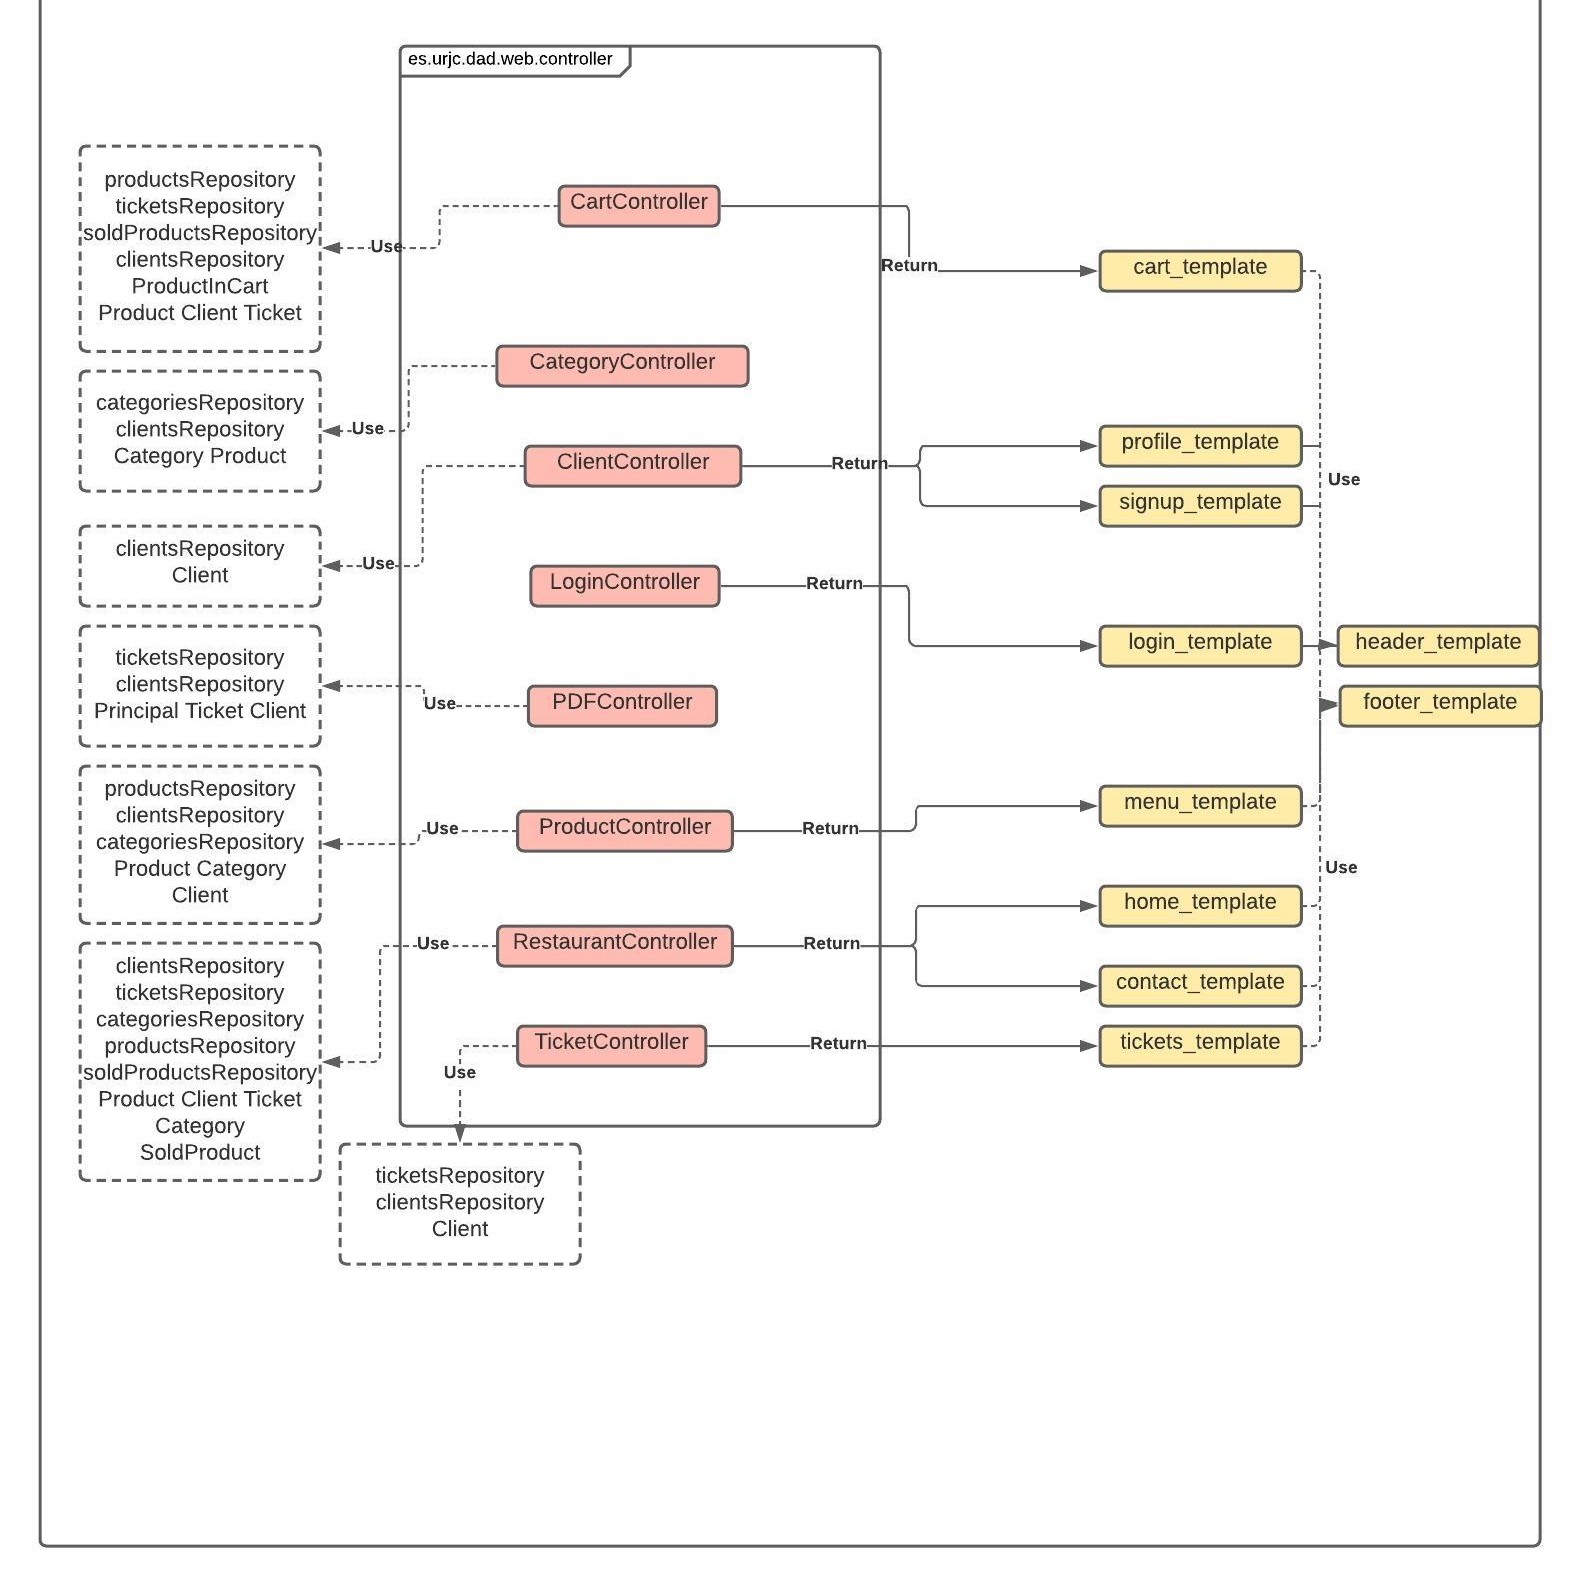 es.urjc.dad.web.controller
productsRepository
ticketsRepository
soldProductsRepository
clientsRepository
ProductInCart
Product Client Ticket
Use
CartController
Return
cart_template
categoriesRepository
clientsRepository
Category Product
Use
CategoryController
clientsRepository
Client
Use
ClientController
Return
profile_template
signup_template
Use
LoginController
Return
login_template
header_template
footer_template
ticketsRepository
clientsRepository
Principal Ticket Client
Use
PDFController
productsRepository
clientsRepository
categoriesRepository
Product Category
Client
Use
ProductController
Return
menu_template
Use
clientsRepository
ticketsRepository
categoriesRepository
productsRepository
soldProductsRepository
Product Client Ticket
Category
SoldProduct
Use
RestaurantController
Return
home_template
contact_template
TicketController
Return
tickets_template
Use
ticketsRepository
clientsRepository
Client